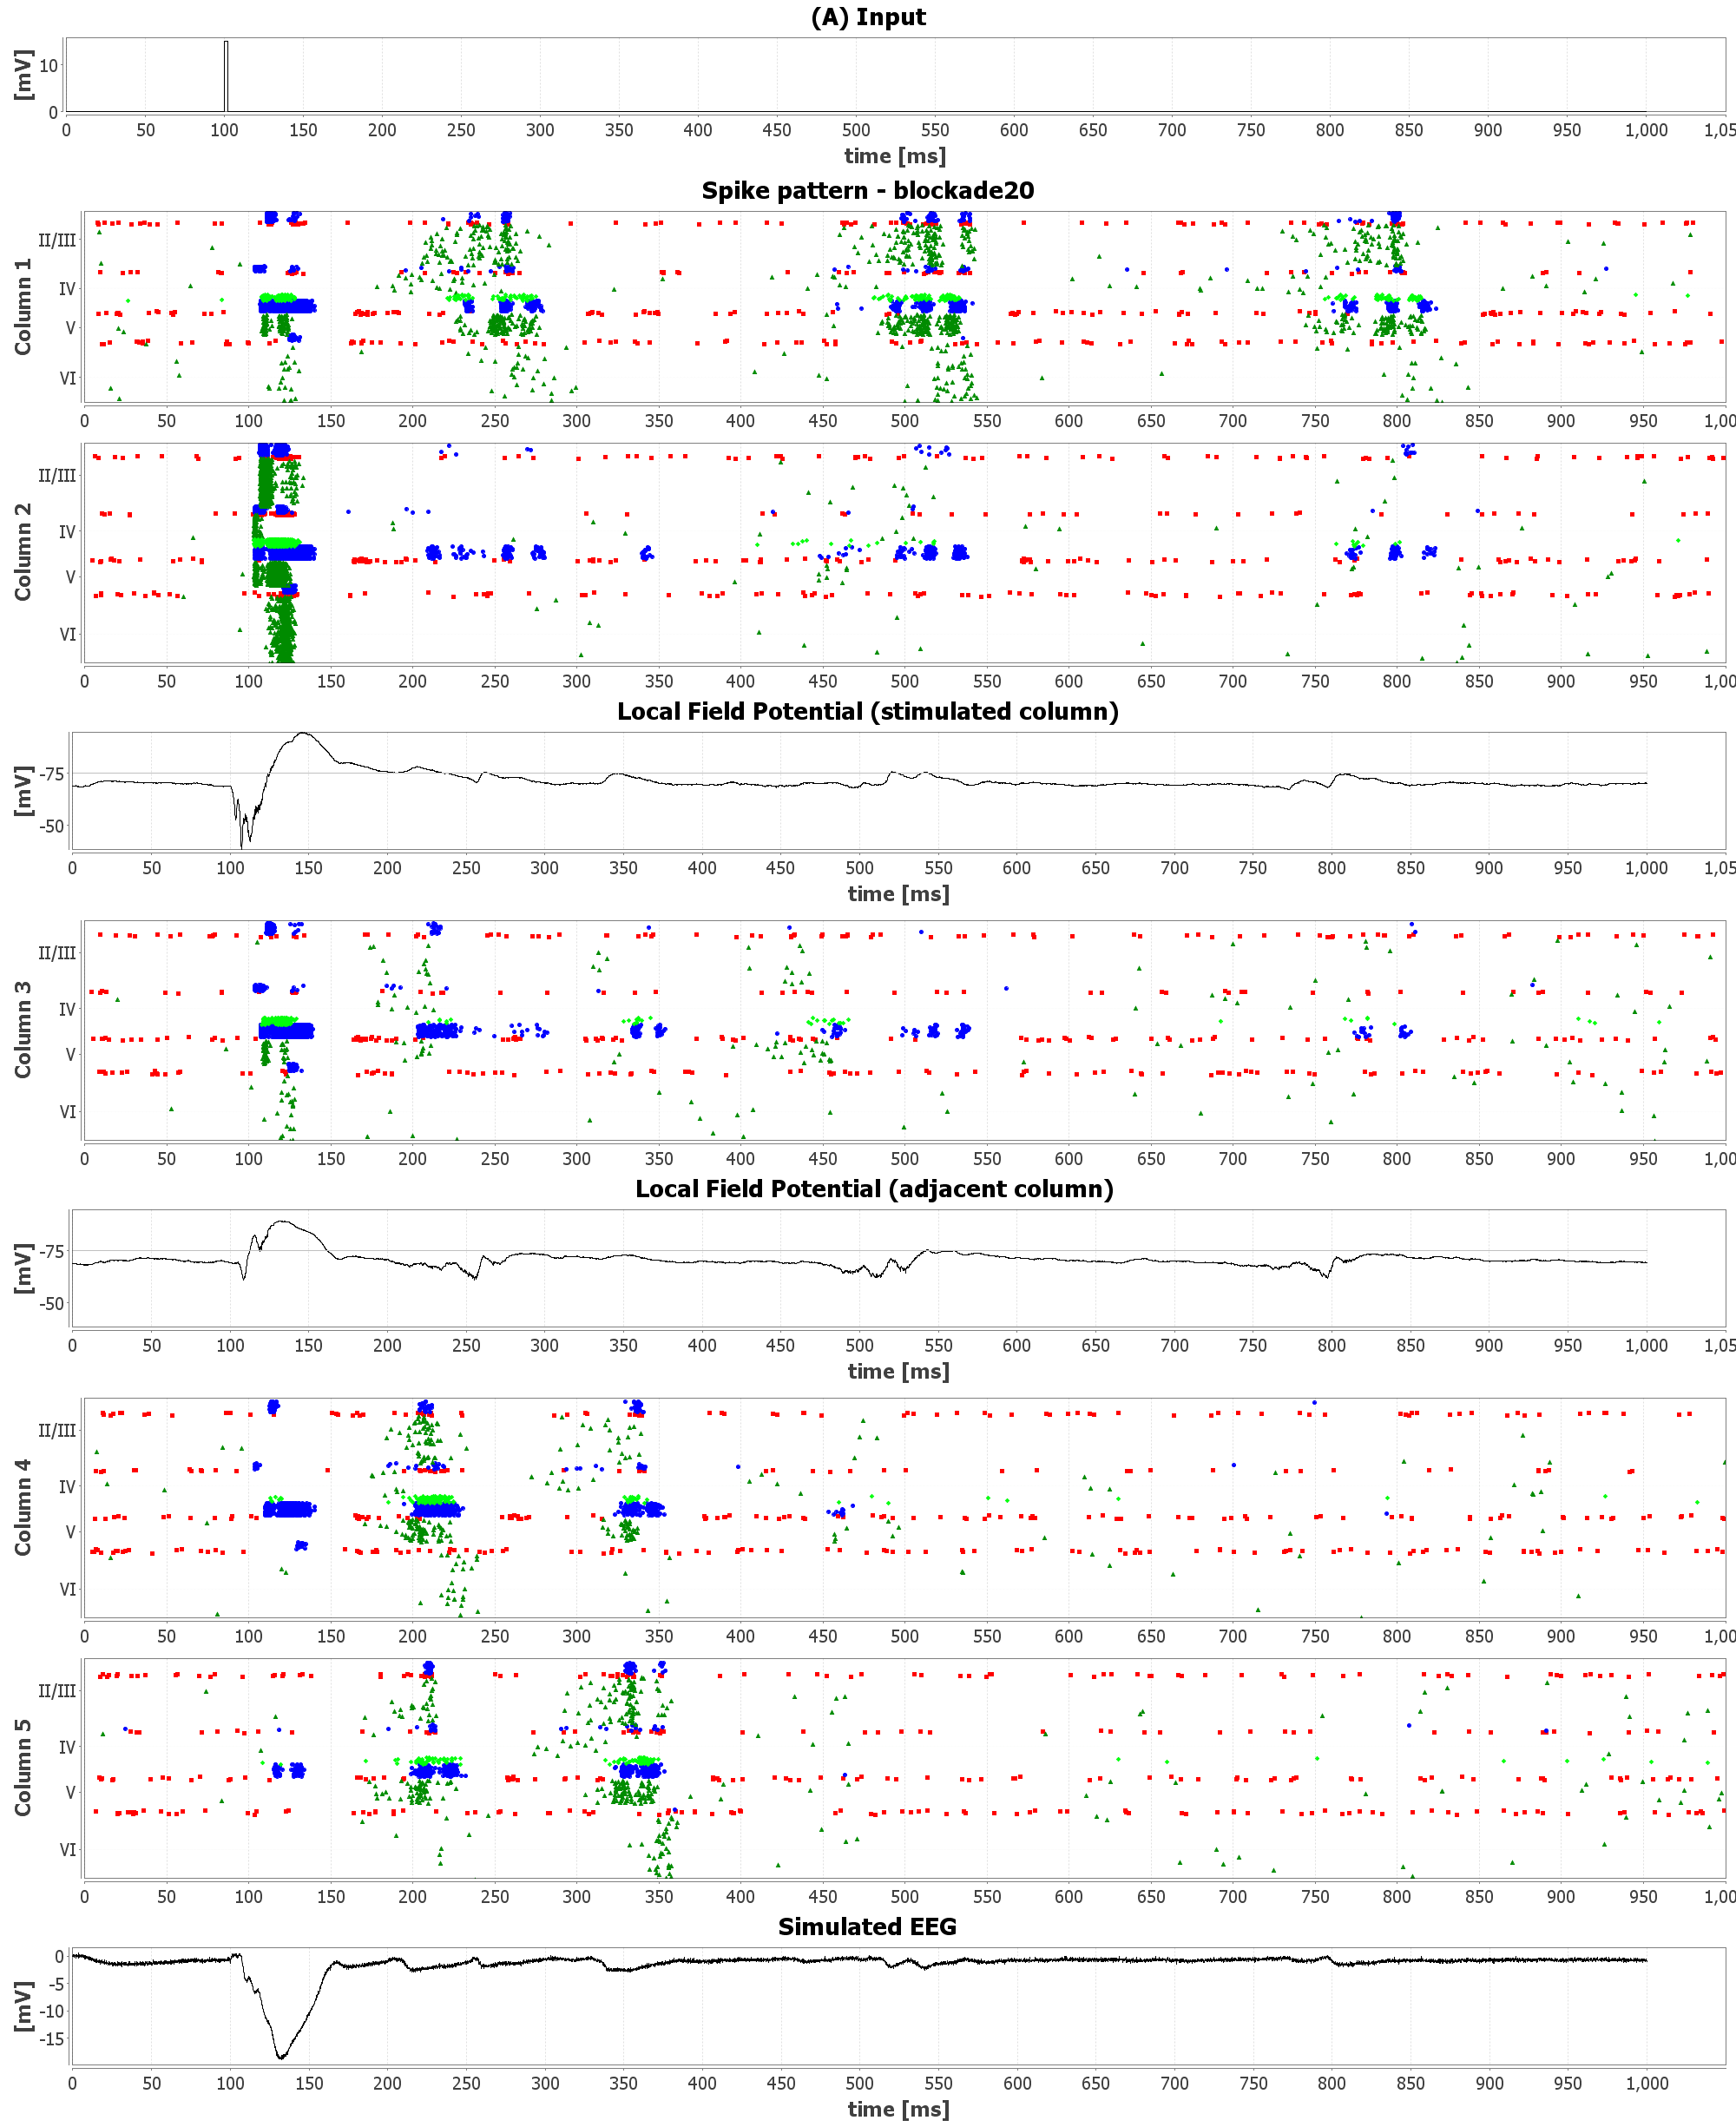 (A) Input
[mV]
10
0
0 50 100 150 200 250 300 350 400 450 500 550 600 650 700 750 800 850 900 950 1,000 1,05
time [ms]
Spike pattern - blockade20
Column 1
II/III
IV
V
VI
0 50 100 150 200 250 300 350 400 450 500 550 600 650 700 750 800 850 900 950 1,00
Column 2
II/III
IV
V
VI
0 50 100 150 200 250 300 350 400 450 500 550 600 650 700 750 800 850 900 950 1,00
Local Field Potential (stimulated column)
[mV]
-75
-50
0 50 100 150 200 250 300 350 400 450 500 550 600 650 700 750 800 850 900 950 1,000 1,05
time [ms]
Column 3
II/III
IV
V
VI
0 50 100 150 200 250 300 350 400 450 500 550 600 650 700 750 800 850 900 950 1,00
Local Field Potential (adjacent column)
[mV]
-75
-50
0 50 100 150 200 250 300 350 400 450 500 550 600 650 700 750 800 850 900 950 1,000 1,05
time [ms]
Column 4
II/III
IV
V
VI
0 50 100 150 200 250 300 350 400 450 500 550 600 650 700 750 800 850 900 950 1,00
Column 5
II/III
IV
V
VI
0 50 100 150 200 250 300 350 400 450 500 550 600 650 700 750 800 850 900 950 1,00
Simulated EEG
[mV]
0
-5
-10
-15
0 50 100 150 200 250 300 350 400 450 500 550 600 650 700 750 800 850 900 950 1,000
time [ms]